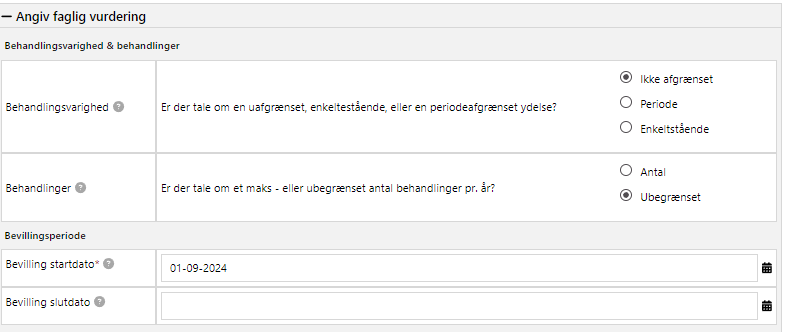 Angiv faglig vurdering
Behandlingsvarighed & behandlinger
Behandlingsvarighed ?
Er der tale om en uafgrænset, enkeltestående, eller en periodeafgrænset ydelse?
Ikke afgrænset
Periode
Enkeltstående
Behandlinger ?
Er der tale om et maks - eller ubegrænset antal behandlinger pr. år?
Antal
Ubegrænset
Bevillingsperiode
Bevilling startdato* ?
01-09-2024
Bevilling slutdato ?